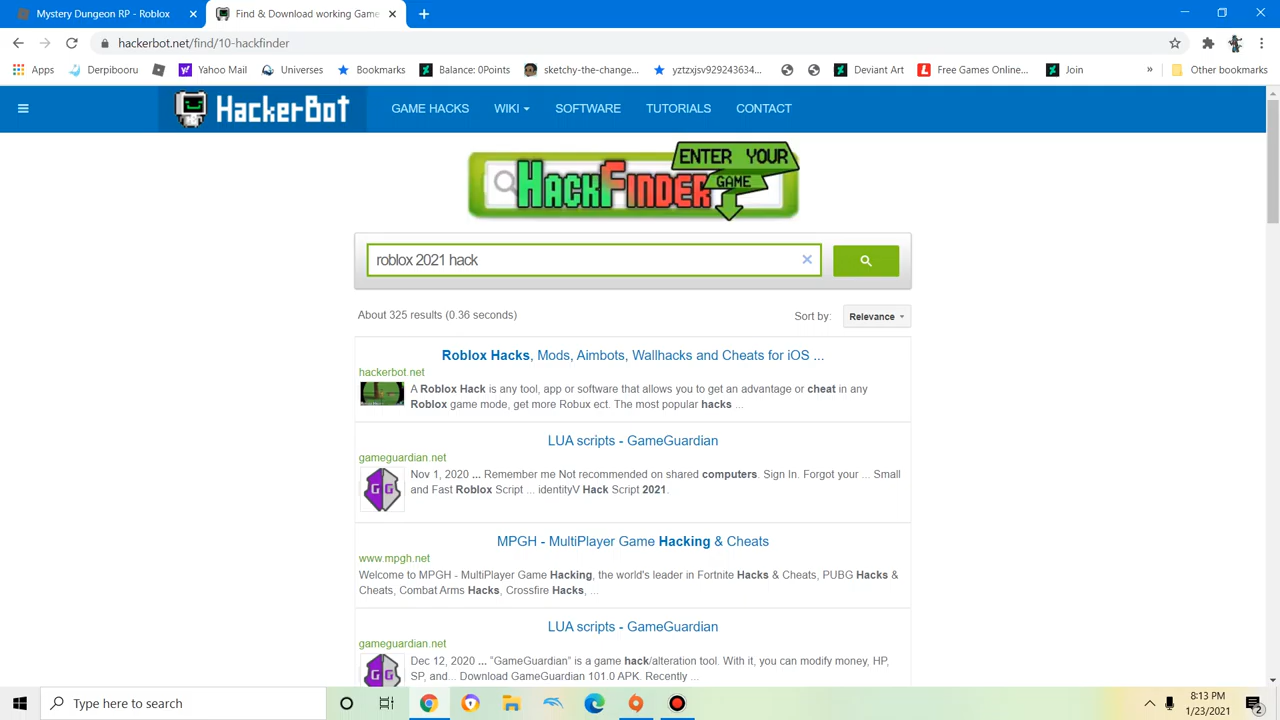 Mystery Dungeon RP - Roblox
Find & Download working Game
hackerbot.net/find/10-hackfinder
Apps
Derpibooru
Yahoo Mail
Universes
Bookmarks
Balance: 0Points
sketchy-the-change...
yztzxjsv929243634...
Deviant Art
Free Games Online...
Join
»
Other bookmarks
HackerBot
GAME HACKS
WIKI
SOFTWARE
TUTORIALS
CONTACT
HackFinder
ENTER YOUR
GAME
roblox 2021 hack
About 325 results (0.36 seconds)
Sort by:
Relevance
Roblox Hacks, Mods, Aimbots, Wallhacks and Cheats for iOS ...
hackerbot.net
A Roblox Hack is any tool, app or software that allows you to get an advantage or cheat in any
Roblox game mode, get more Robux ect. The most popular hacks ...
LUA scripts - GameGuardian
gameguardian.net
GG
Nov 1, 2020 ... Remember me Not recommended on shared computers. Sign In. Forgot your ... Small
and Fast Roblox Script ... identityV Hack Script 2021.
MPGH - MultiPlayer Game Hacking & Cheats
www.mpgh.net
Welcome to MPGH - MultiPlayer Game Hacking, the world's leader in Fortnite Hacks & Cheats, PUBG Hacks &
Cheats, Combat Arms Hacks, Crossfire Hacks, ...
LUA scripts - GameGuardian
gameguardian.net
Dec 12, 2020 ... "GameGuardian" is a game hack/alteration tool. With it, you can modify money, HP,
SP, and... Download GameGuardian 101.0 APK. Recently ...
Type here to search
8:13 PM
1/23/2021
2